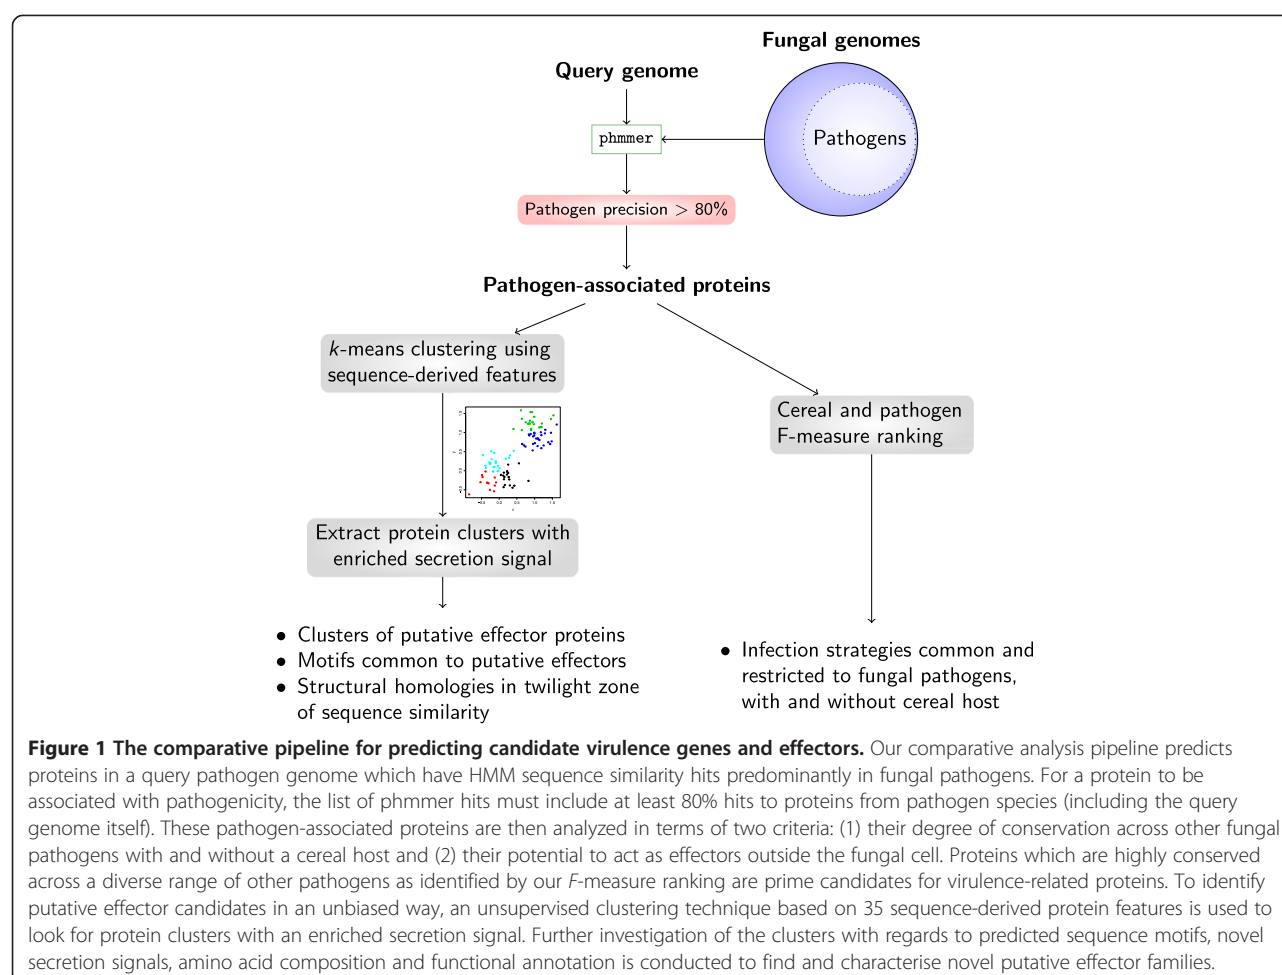 Fungal genomes
Query genome
phmmer
Pathogens
Pathogen precision > 80%
Pathogen-associated proteins
k-means clustering using
sequence-derived features
Cereal and pathogen
F-measure ranking
Extract protein clusters with
enriched secretion signal
• Clusters of putative effector proteins
• Motifs common to putative effectors
• Structural homologies in twilight zone
of sequence similarity
• Infection strategies common and
restricted to fungal pathogens,
with and without cereal host
Figure 1 The comparative pipeline for predicting candidate virulence genes and effectors. Our comparative analysis pipeline predicts
proteins in a query pathogen genome which have HMM sequence similarity hits predominantly in fungal pathogens. For a protein to be
associated with pathogenicity, the list of phmmer hits must include at least 80% hits to proteins from pathogen species (including the query
genome itself). These pathogen-associated proteins are then analyzed in terms of two criteria: (1) their degree of conservation across other fungal
pathogens with and without a cereal host and (2) their potential to act as effectors outside the fungal cell. Proteins which are highly conserved
across a diverse range of other pathogens as identified by our F-measure ranking are prime candidates for virulence-related proteins. To identify
putative effector candidates in an unbiased way, an unsupervised clustering technique based on 35 sequence-derived protein features is used to
look for protein clusters with an enriched secretion signal. Further investigation of the clusters with regards to predicted sequence motifs, novel
secretion signals, amino acid composition and functional annotation is conducted to find and characterise novel putative effector families.